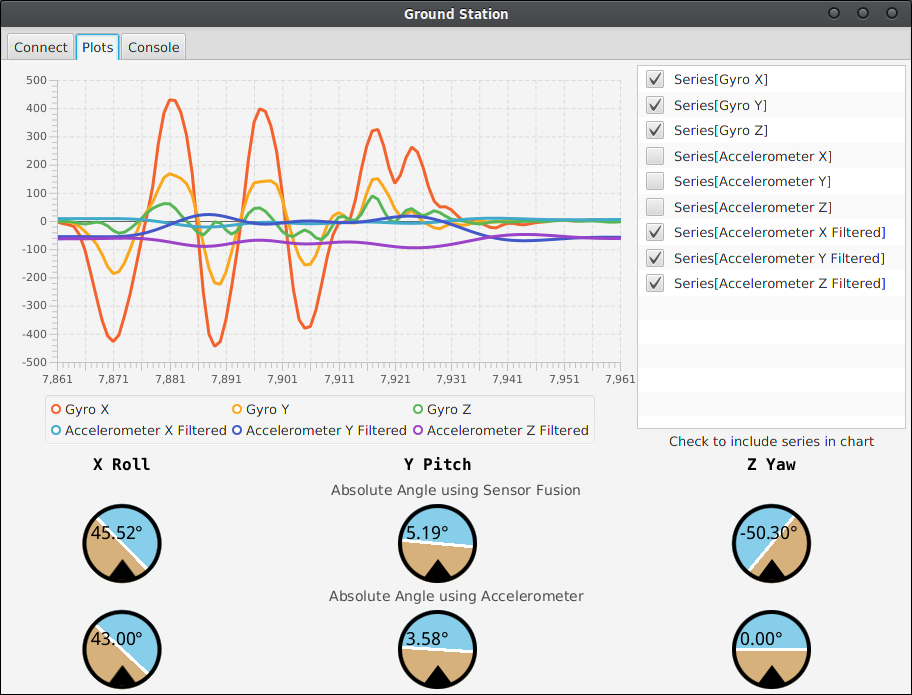 Ground Station
Connect Plots Console
500
400
300
200
100
0
-100
-200
-300
-400
-500
7,861 7,871 7,881 7,891 7,901 7,911 7,921 7,931 7,941 7,951 7,961
Gyro X Gyro Y Gyro Z
Accelerometer X Filtered Accelerometer Y Filtered Accelerometer Z Filtered
Series[Gyro X]
Series[Gyro Y]
Series[Gyro Z]
Series[Accelerometer X]
Series[Accelerometer Y]
Series[Accelerometer Z]
Series[Accelerometer X Filtered]
Series[Accelerometer Y Filtered]
Series[Accelerometer Z Filtered]
Check to include series in chart
X Roll Y Pitch Z Yaw
Absolute Angle using Sensor Fusion
45.52° 5.19° -50.30°
Absolute Angle using Accelerometer
43.00° 3.58° 0.00°